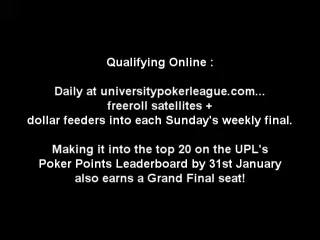 Qualifying Online :
Daily at universitypokerleague.com...
freeroll satellites +
dollar feeders into each Sunday's weekly final.
Making it into the top 20 on the UPL's
Poker Points Leaderboard by 31st January
also earns a Grand Final seat!